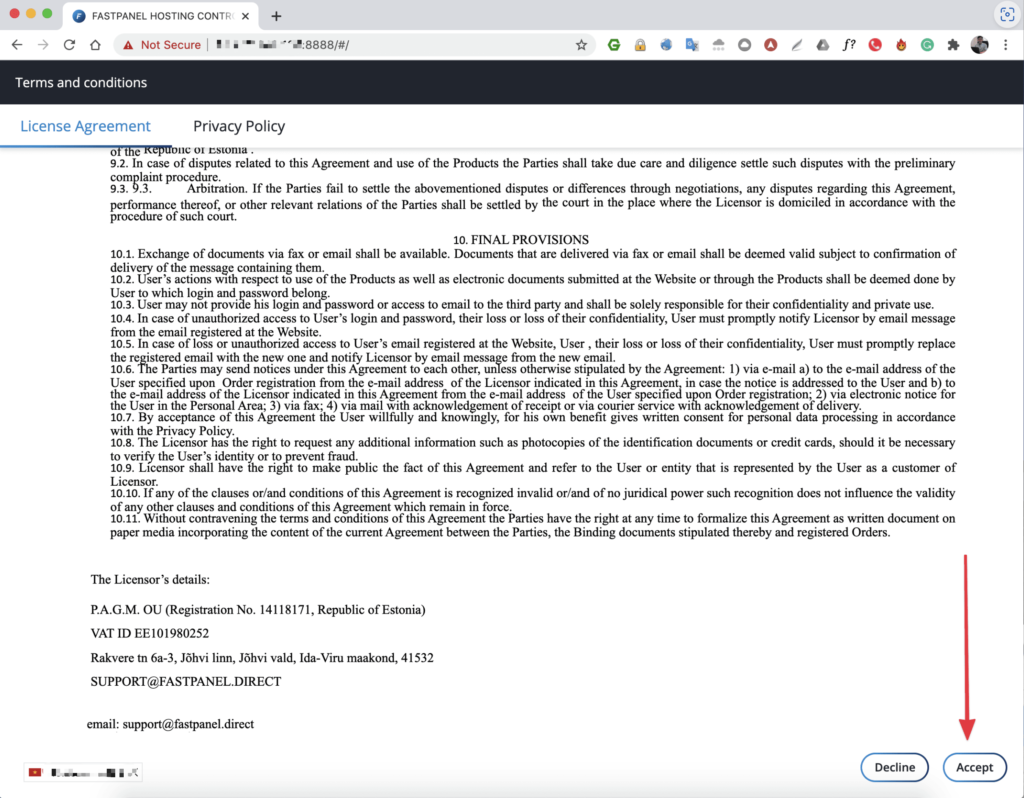 FASTPANEL HOSTING CONTR
Not Secure
:8888/#/
f?
Terms and conditions
License Agreement
Privacy Policy
of the Republic of Estonia .
9.2. In case of disputes related to this Agreement and use of the Products the Parties shall take due care and diligence settle such disputes with the preliminary
complaint procedure.
9.3. 9.3. Arbitration. If the Parties fail to settle the abovementioned disputes or differences through negotiations, any disputes regarding this Agreement,
performance thereof, or other relevant relations of the Parties shall be settled by the court in the place where the Licensor is domiciled in accordance with the
procedure of such court.
10. FINAL PROVISIONS
10.1. Exchange of documents via fax or email shall be available. Documents that are delivered via fax or email shall be deemed valid subject to confirmation of
delivery of the message containing them.
10.2. User's actions with respect to use of the Products as well as electronic documents submitted at the Website or through the Products shall be deemed done by
User to which login and password belong.
10.3. User may not provide his login and password or access to email to the third party and shall be solely responsible for their confidentiality and private use.
10.4. In case of unauthorized access to User's login and password, their loss or loss of their confidentiality, User must promptly notify Licensor by email message
from the email registered at the Website.
10.5. In case of loss or unauthorized access to User's email registered at the Website, User , their loss or loss of their confidentiality, User must promptly replace
the registered email with the new one and notify Licensor by email message from the new email.
10.6. The Parties may send notices under this Agreement to each other, unless otherwise stipulated by the Agreement: 1) via e-mail a) to the e-mail address of the
User specified upon Order registration from the e-mail address of the Licensor indicated in this Agreement, in case the notice is addressed to the User and b) to
the e-mail address of the Licensor indicated in this Agreement from the e-mail address of the User specified upon Order registration; 2) via electronic notice for
the User in the Personal Area; 3) via fax; 4) via mail with acknowledgement of receipt or via courier service with acknowledgement of delivery.
10.7. By acceptance of this Agreement the User willfully and knowingly, for his own benefit gives written consent for personal data processing in accordance
with the Privacy Policy.
10.8. The Licensor has the right to request any additional information such as photocopies of the identification documents or credit cards, should it be necessary
to verify the User's identity or to prevent fraud.
10.9. Licensor shall have the right to make public the fact of this Agreement and refer to the User or entity that is represented by the User as a customer of
Licensor.
10.10. If any of the clauses or/and conditions of this Agreement is recognized invalid or/and of no juridical power such recognition does not influence the validity
of any other clauses and conditions of this Agreement which remain in force.
10.11. Without contravening the terms and conditions of this Agreement the Parties have the right at any time to formalize this Agreement as written document on
paper media incorporating the content of the current Agreement between the Parties, the Binding documents stipulated thereby and registered Orders.
The Licensor's details:
P.A.G.M. OU (Registration No. 14118171, Republic of Estonia)
VAT ID EE101980252
Rakvere tn 6a-3, Jõhvi linn, Jõhvi vald, Ida-Viru maakond, 41532
SUPPORT@FASTPANEL.DIRECT
email: support@fastpanel.direct
Decline
Accept